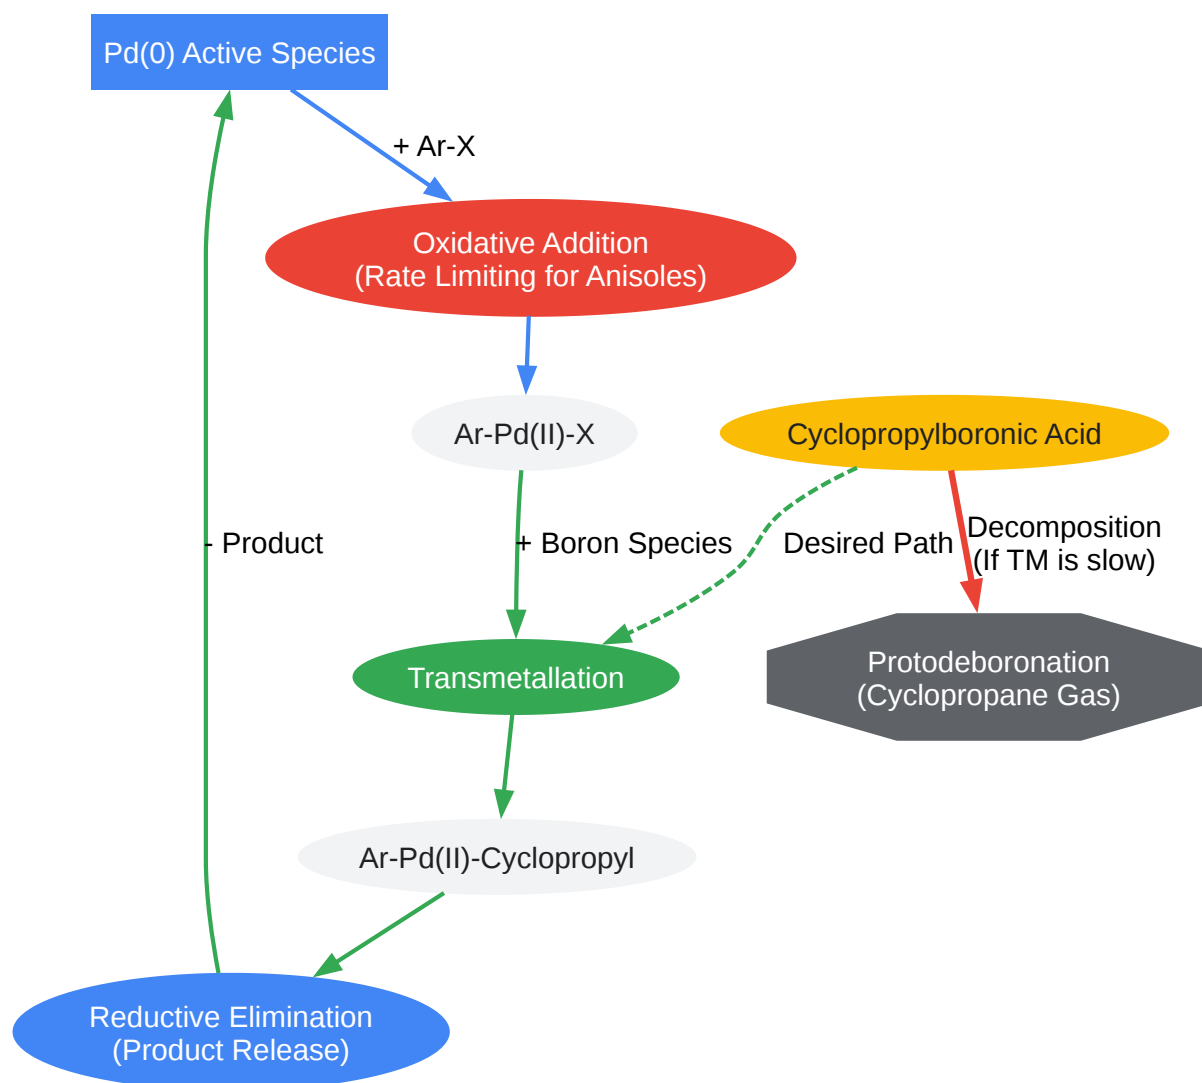 Pd(0) Active Species
+ Ar-X
Oxidative Addition
(Rate Limiting for Anisoles)
Ar-Pd(II)-X
Cyclopropylboronic Acid
- Product
+ Boron Species
Desired Path
Decomposition
(If TM is slow)
Transmetallation
Protodeboronation
(Cyclopropane Gas)
Ar-Pd(II)-Cyclopropyl
Reductive Elimination
(Product Release)